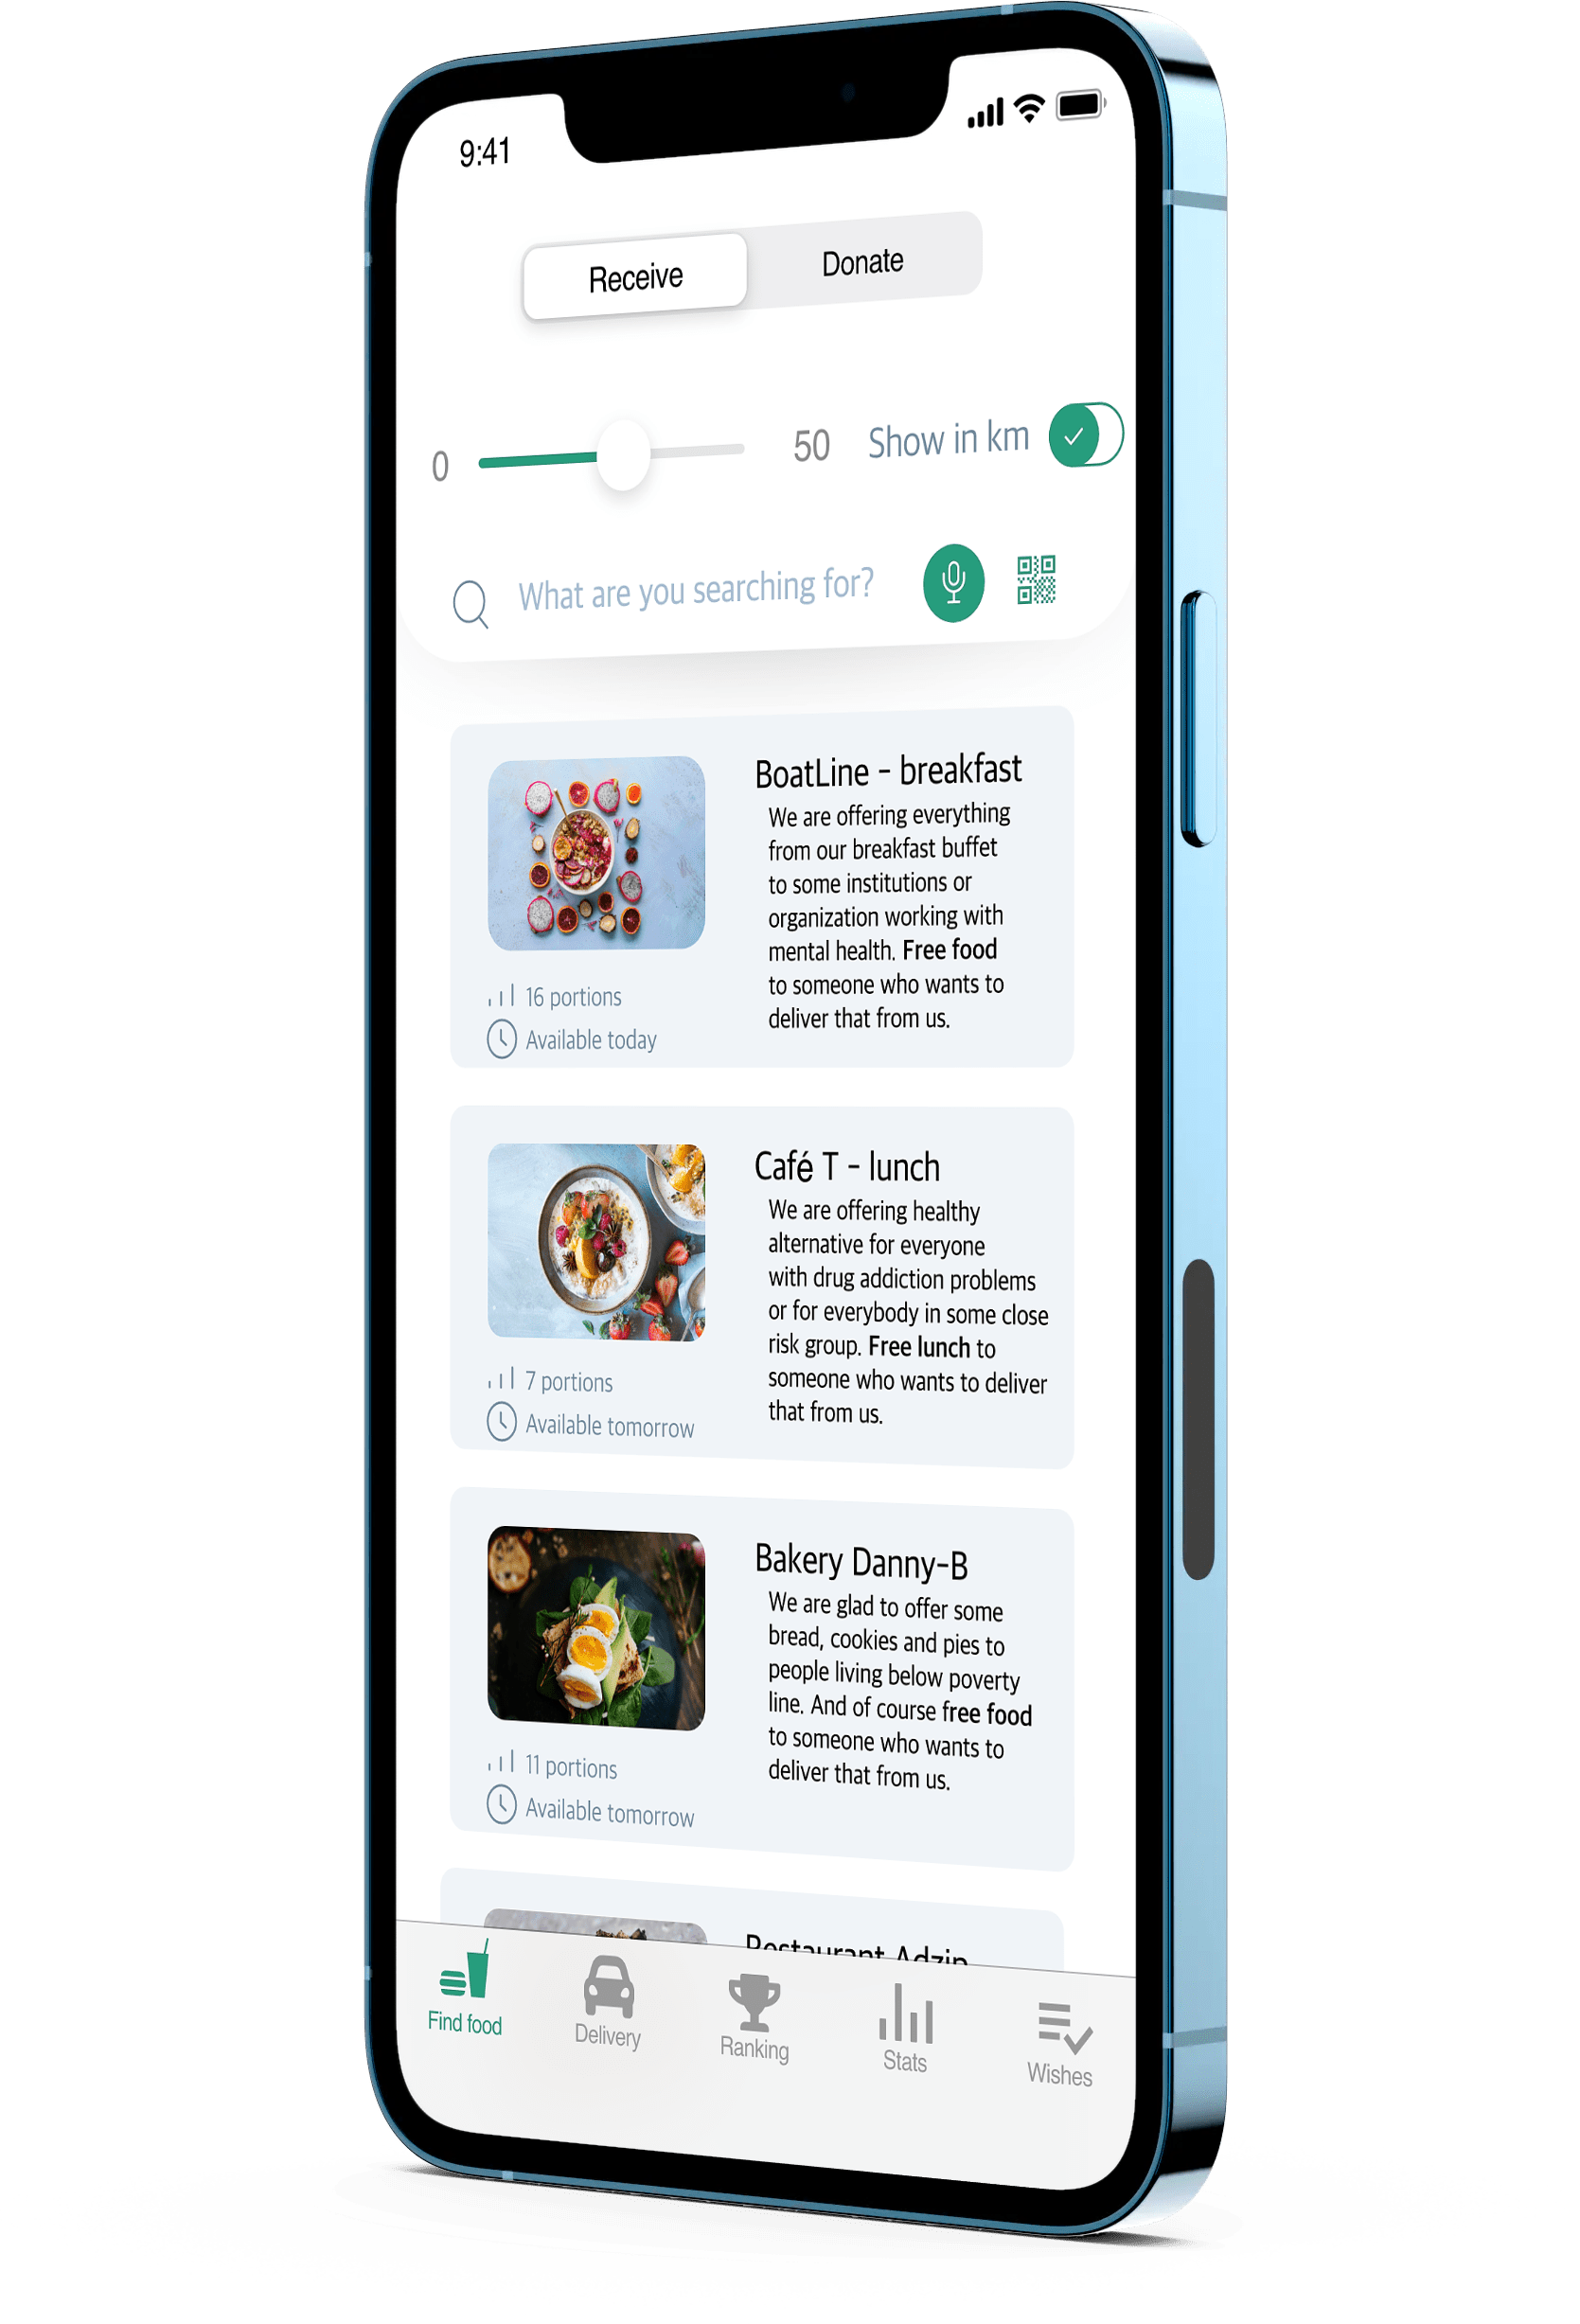 9:41
Receive Donate
0 50 Show in km
What are you searching for?
BoatLine - breakfast
We are offering everything
from our breakfast buffet
to some institutions or
organization working with
mental health. Free food
to someone who wants to
deliver that from us.
16 portions
Available today
Café T - lunch
We are offering healthy
alternative for everyone
with drug addiction problems
or for everybody in some close
risk group. Free lunch to
someone who wants to deliver
that from us.
7 portions
Available tomorrow
Bakery Danny-B
We are glad to offer some
bread, cookies and pies to
people living below poverty
line. And of course free food
to someone who wants to
deliver that from us.
11 portions
Available tomorrow
Restaurant Adzip
Find food Delivery Ranking Stats Wishes